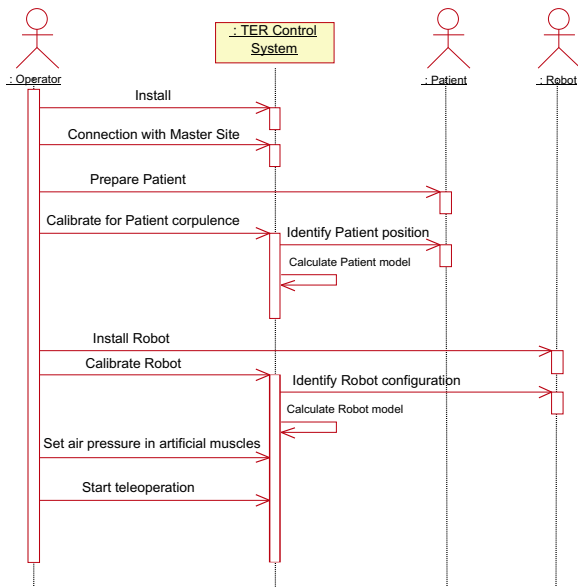 : TER Control
System
: Operator
: Patient
: Robot
Install
Connection with Master Site
Prepare Patient
Calibrate for Patient corpulence
Identify Patient position
Calculate Patient model
Install Robot
Calibrate Robot
Identify Robot configuration
Calculate Robot model
Set air pressure in artificial muscles
Start teleoperation